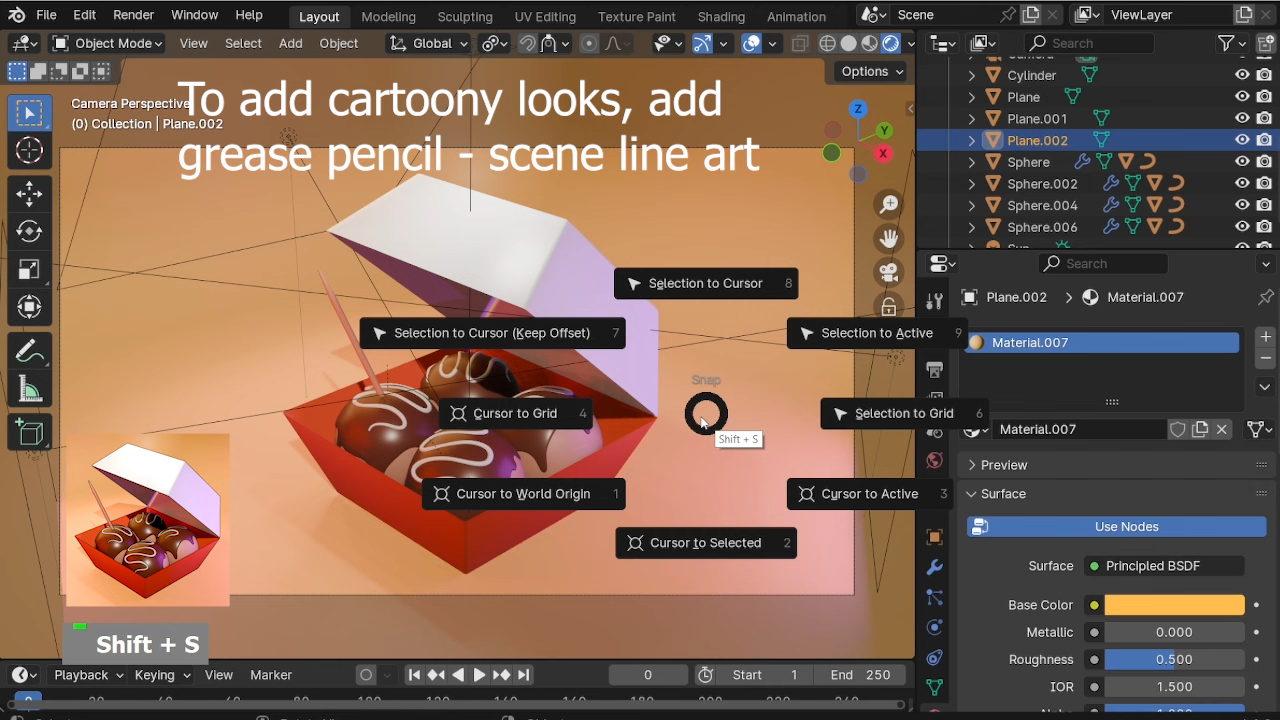 File Edit Render Window Help Layout Modeling Sculpting UV Editing Texture Paint Shading Animation Scene ViewLayer
Object Mode View Select Add Object Global Search
Options
To add cartoony looks, add
grease pencil - scene line art
Camera Perspective
(0) Collection | Plane.002
Z
Y
X
Cylinder
Plane
Plane.001
Plane.002
Sphere
Sphere.002
Sphere.004
Sphere.006
Search
Plane.002 Material.007
Material.007
Selection to Cursor 8
Selection to Cursor (Keep Offset) 7
Selection to Active 9
Snap
Cursor to Grid 4
Selection to Grid 6
Shift + S
Cursor to World Origin 1
Cursor to Active 3
Cursor to Selected 2
Material.007
Preview
Surface
Use Nodes
Surface Principled BSDF
Base Color
Metallic 0.000
Roughness 0.500
IOR 1.500
Shift + S
Playback Keying View Marker 0 Start 1 End 250